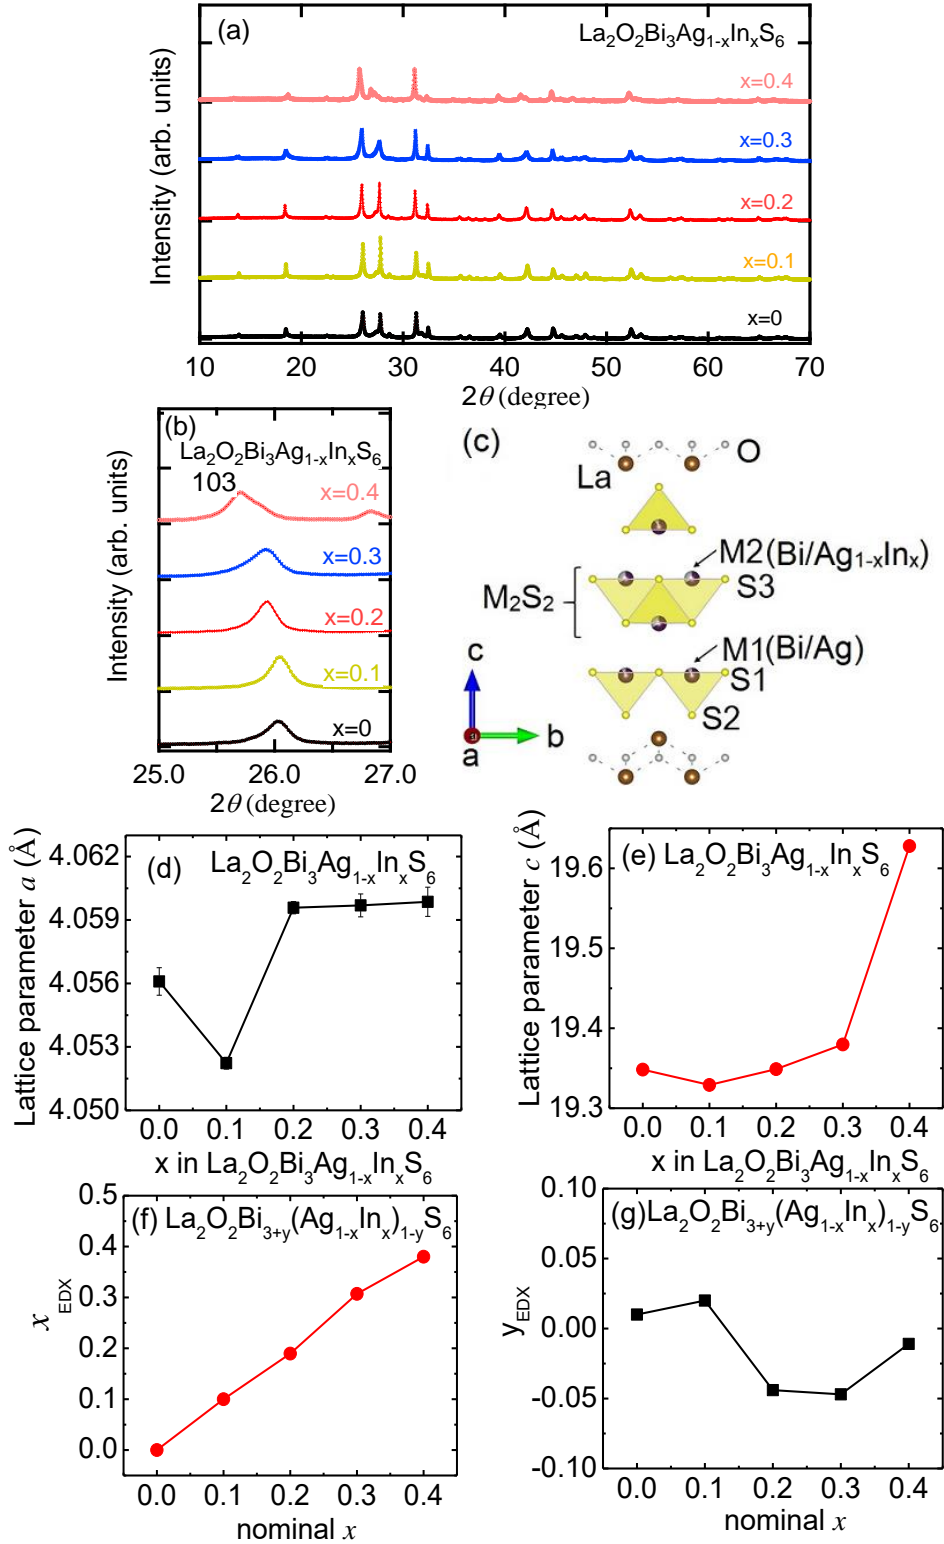 (a)
La₂O₂Bi₃Ag₁₋ₓInₓS₆
x=0.4
x=0.3
x=0.2
x=0.1
x=0
Intensity (arb. units)
10 20 30 40 50 60 70
2θ (degree)
(b)
La₂O₂Bi₃Ag₁₋ₓInₓS₆
103
x=0.4
x=0.3
x=0.2
x=0.1
x=0
Intensity (arb. units)
25.0 26.0 27.0
2θ (degree)
(c)
O
La
M2(Bi/Ag₁₋ₓInₓ)
S3
M₂S₂
M1(Bi/Ag)
S1
S2
c
b
a
(d) La₂O₂Bi₃Ag₁₋ₓInₓS₆
Lattice parameter a (Å)
4.062
4.059
4.056
4.053
4.050
0.0 0.1 0.2 0.3 0.4
x in La₂O₂Bi₃Ag₁₋ₓInₓS₆
(e) La₂O₂Bi₃Ag₁₋ₓInₓS₆
Lattice parameter c (Å)
19.6
19.5
19.4
19.3
0.0 0.1 0.2 0.3 0.4
x in La₂O₂Bi₃Ag₁₋ₓInₓS₆
(f) La₂O₂Bi₃₊y(Ag₁₋ₓInₓ)₁₋yS₆
x EDX
0.5
0.4
0.3
0.2
0.1
0.0
0.0 0.1 0.2 0.3 0.4
nominal x
(g) La₂O₂Bi₃₊y(Ag₁₋ₓInₓ)₁₋yS₆
yEDX
0.10
0.05
0.00
-0.05
-0.10
0.0 0.1 0.2 0.3 0.4
nominal x